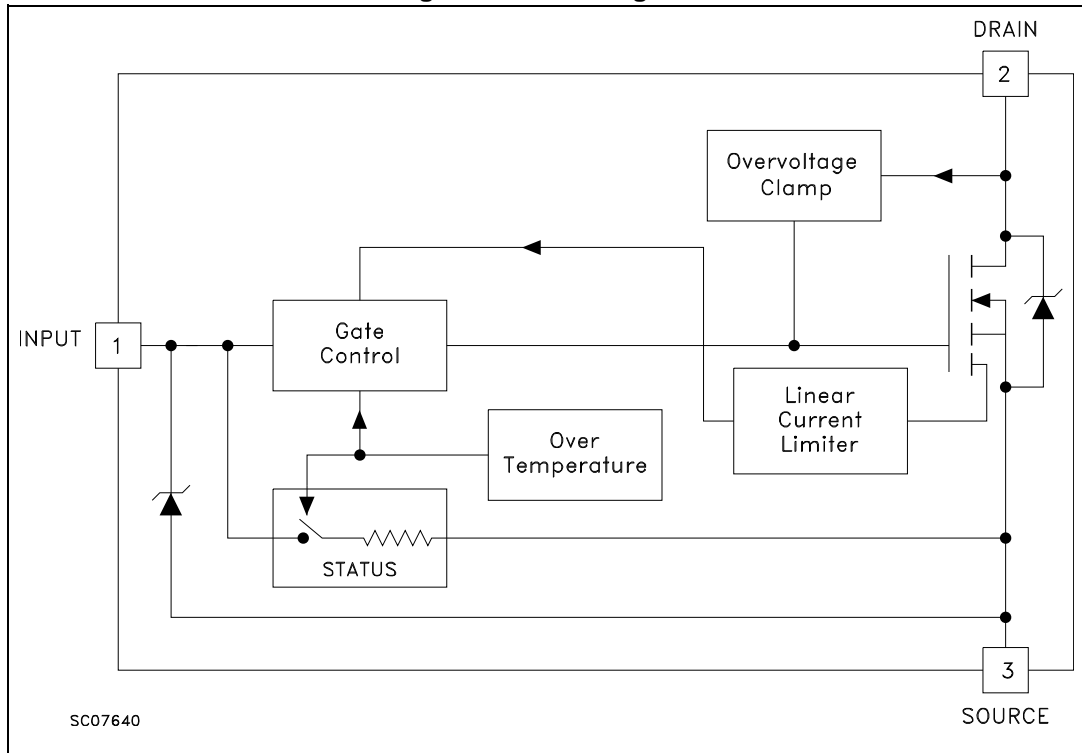 DRAIN
2
Overvoltage
Clamp
INPUT
1
Gate
Control
Linear
Current
Limiter
Over
Temperature
STATUS
3
SOURCE
SC07640